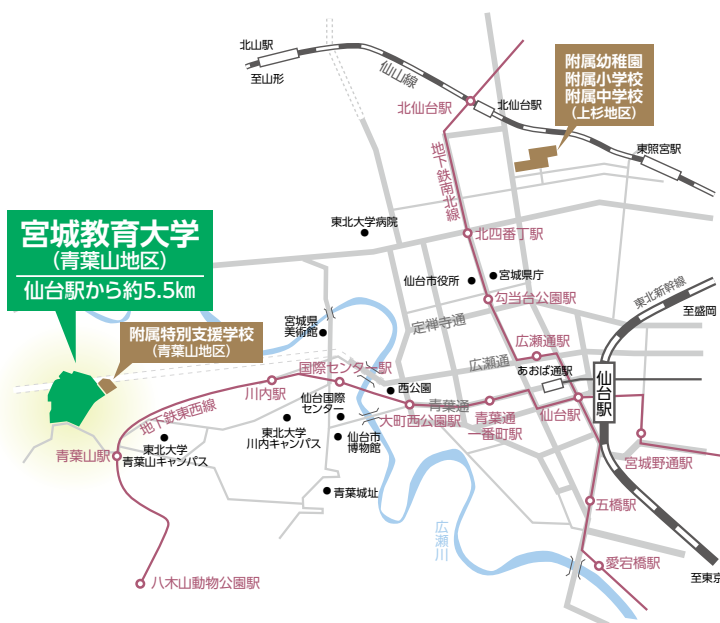 北山駅
至山形
仙山線
北仙台駅
北仙台駅
附属幼稚園
附属小学校
附属中学校
(上杉地区)
東照宮駅
地下鉄南北線
東北大学病院
北四番丁駅
宮城教育大学
(青葉山地区)
仙台駅から約5.5km
仙台市役所
宮城県庁
勾当台公園駅
東北新幹線
至盛岡
宮城県
美術館
定禅寺通
附属特別支援学校
(青葉山地区)
広瀬通駅
広瀬通
あおば通駅
国際センター駅
西公園
仙台駅
川内駅
仙台国際
センター
大町西公園駅
青葉通
青葉通
一番町駅
仙台駅
地下鉄東西線
東北大学
川内キャンパス
仙台市
博物館
東北大学
青葉山キャンパス
青葉山駅
宮城野通駅
青葉城址
五橋駅
広瀬川
愛宕橋駅
至東京
八木山動物公園駅